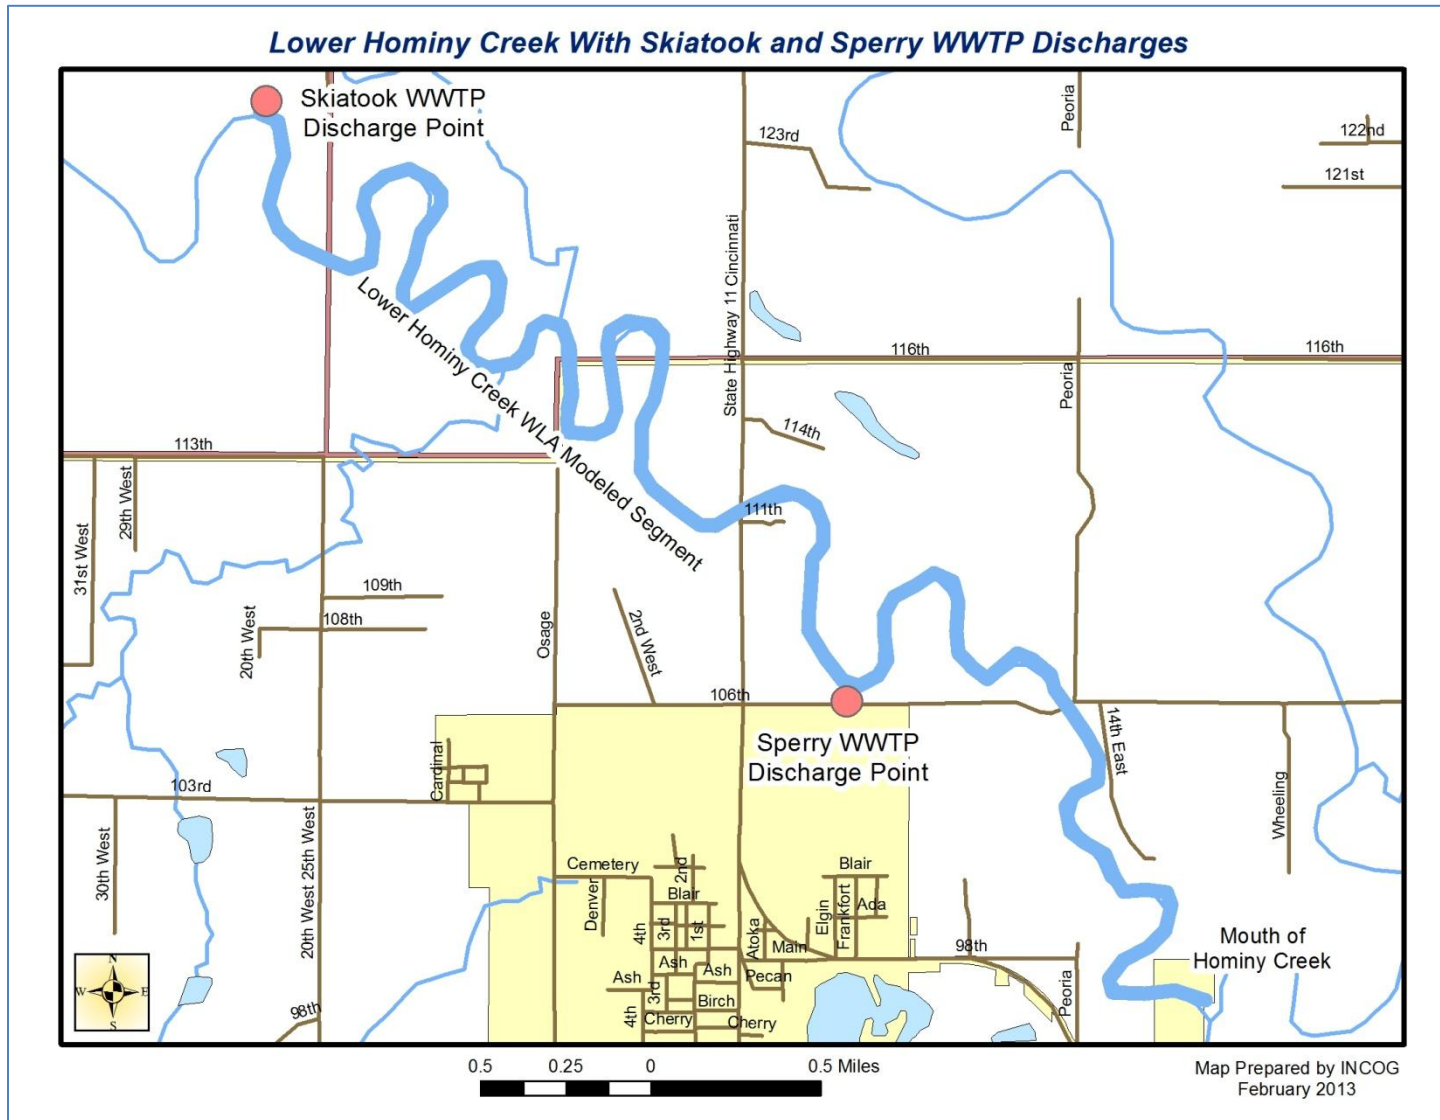 Lower Hominy Creek With Skiatook and Sperry WWTP Discharges
Skiatook WWTP
Discharge Point
123rd
Peoria
122nd
121st
State Highway 11 Cincinnati
Lower Hominy Creek WLA Modeled Segment
116th
116th
Peoria
114th
113th
29th West
31st West
111th
109th
108th
20th West
Osage
2nd West
106th
14th East
Sperry WWTP
Discharge Point
Cardinal
103rd
Wheeling
30th West
20th West 25th West
Cemetery
2nd
Blair
Blair
Denver
4th
3rd
1st
Atoka
Main
Elgin
Frankfort
Ada
98th
Mouth of
Hominy Creek
Ash
Ash
Ash
Pecan
3rd
Birch
4th
Cherry
Cherry
Peoria
98th
N
W
E
S
0.5 0.25 0 0.5 Miles
Map Prepared by INCOG
February 2013